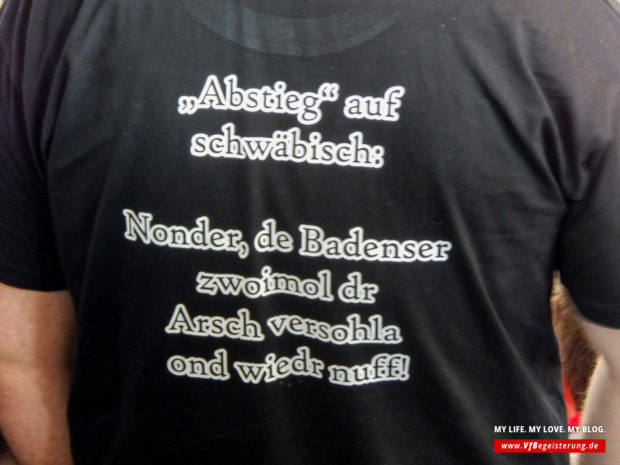 „Abstieg“ auf
schwäbisch:
Nonder, de Badenser
zwoimol dr
Arsch versohla
ond wiedr nuff!
MY LIFE. MY LOVE. MY BLOG.
www.VfBegeisterung.de